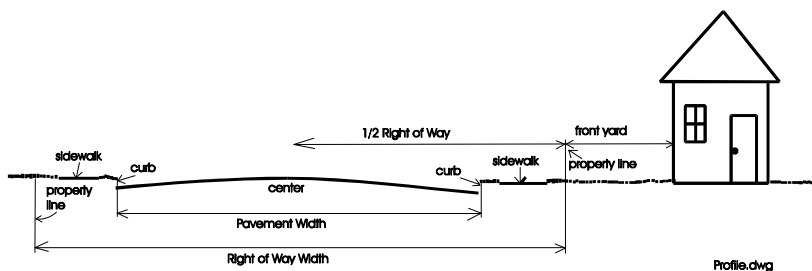 1/2 Right of Way
front yard
sidewalk
curb
curb
sidewalk
property line
property
line
center
Pavement Width
Right of Way Width
Profile.dwg